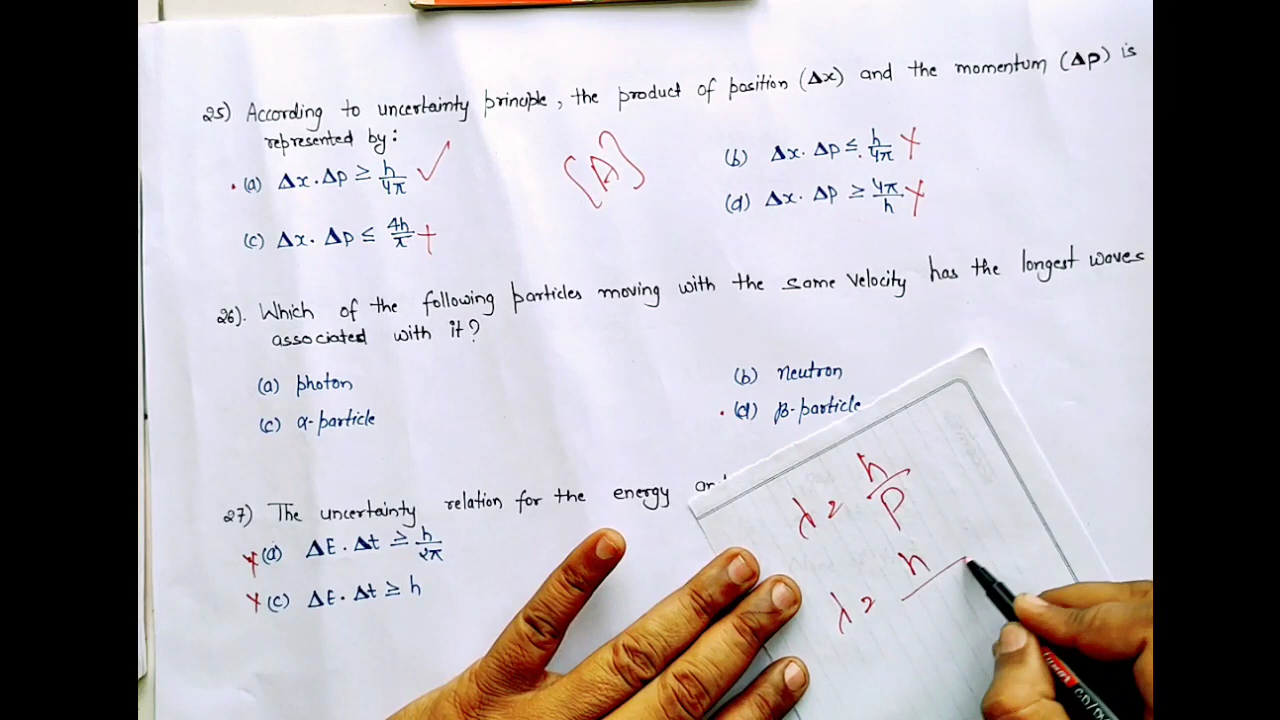 25) According to uncertainty principle, the product of position (Δx) and the momentum (Δp) is
represented by:
(a) Δx.Δp ≥ h/4π ✓
(b) Δx. Δp ≤ h/4π ×
[A]
(c) Δx. Δp ≤ 4h/π ×
(d) Δx. Δp ≥ 4π/h ×
26). Which of the following particles moving with the same velocity has the longest waves
associated with it?
(a) photon
(b) neutron
(c) α-particle
(d) β-particle
27) The uncertainty relation for the energy
× (a) ΔE. Δt ≥ h/2π
× (c) ΔE. Δt ≥ h
λ = h/P
λ = h